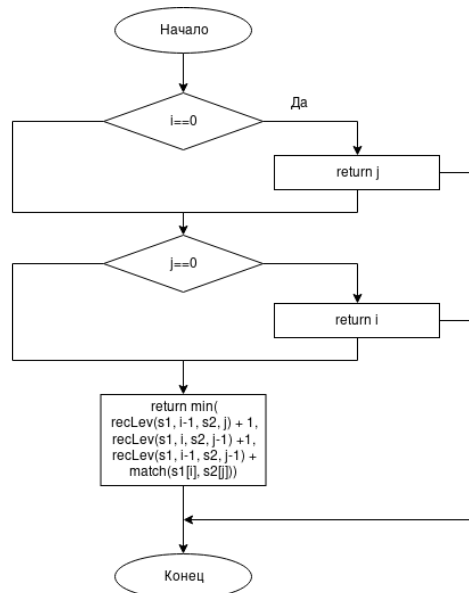 Начало
i==0
Да
return j
j==0
return i
return min(
recLev(s1, i-1, s2, j) + 1,
recLev(s1, i, s2, j-1) +1,
recLev(s1, i-1, s2, j-1) +
match(s1[i], s2[j]))
Конец